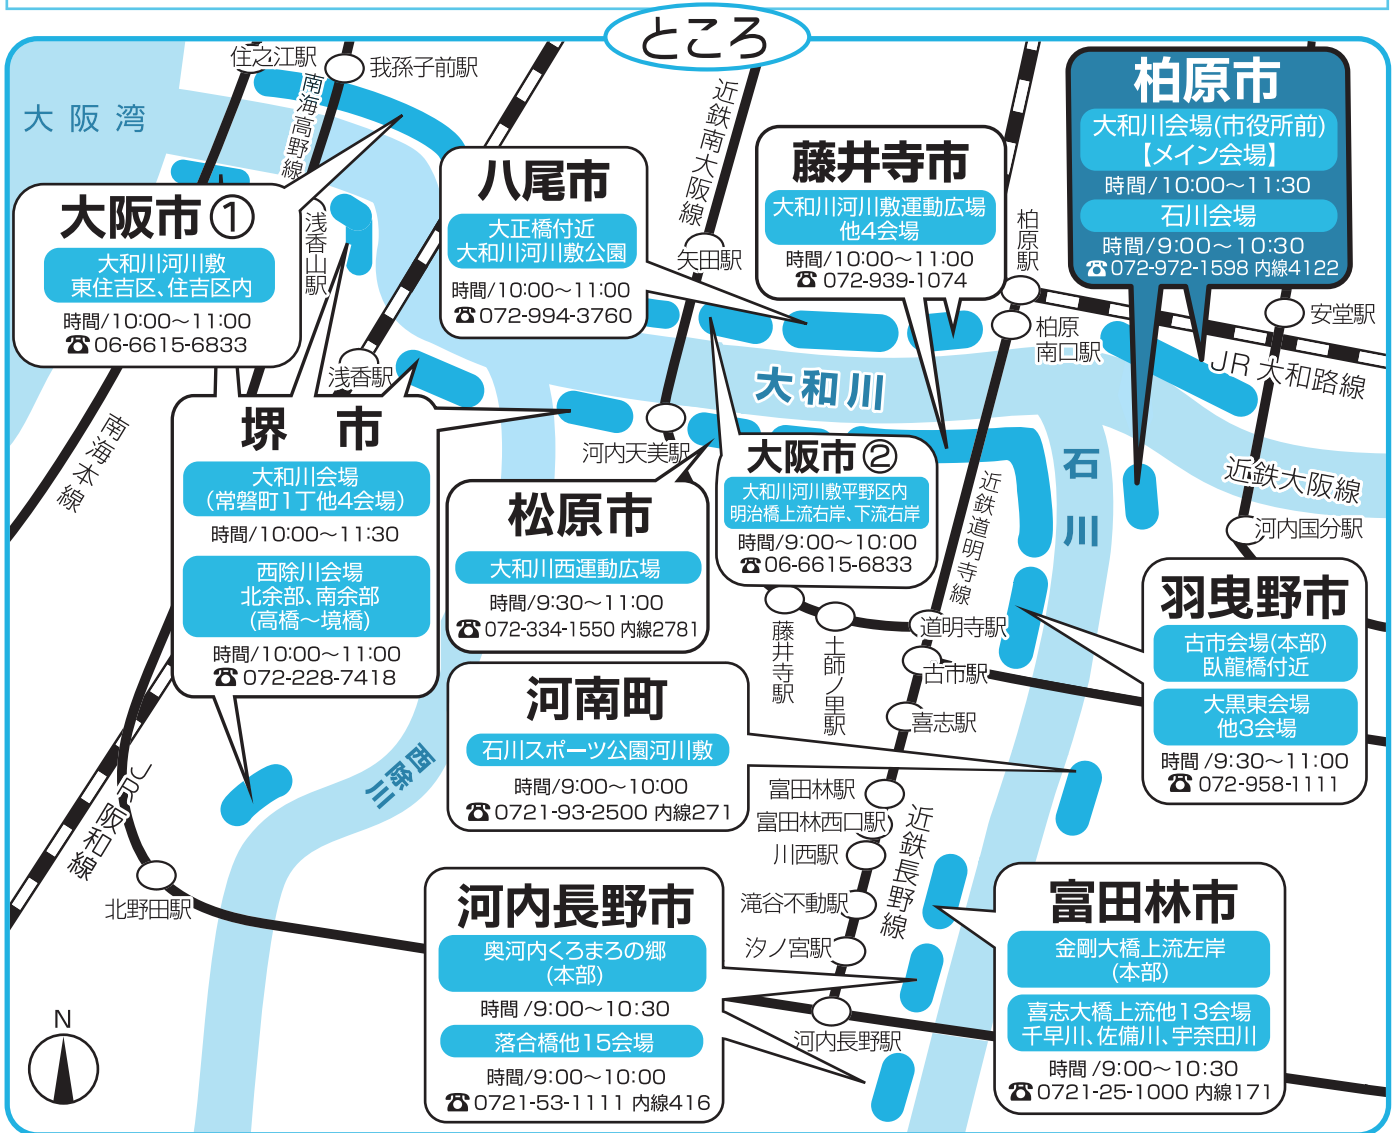 ところ
住之江駅
我孫子前駅
南海高野線
大阪湾
近鉄南大阪線
柏原市
大和川会場(市役所前)
【メイン会場】
時間/10:00〜11:30
石川会場
時間/9:00〜10:30
☎072-972-1598 内線4122
八尾市
大正橋付近
大和川河川敷公園
時間/10:00〜11:00
☎072-994-3760
藤井寺市
大和川河川敷運動広場
他4会場
時間/10:00〜11:00
☎ 072-939-1074
大阪市①
大和川河川敷
東住吉区、住吉区内
時間/10:00〜11:00
☎ 06-6615-6833
浅香山駅
矢田駅
柏原駅
柏原
南口駅
安堂駅
JR大和路線
浅香駅
大和川
南海本線
堺 市
大和川会場
(常磐町1丁他4会場)
時間/10:00〜11:30
西除川会場
北余部、南余部
(高橋〜境橋)
時間/10:00〜11:00
☎ 072-228-7418
河内天美駅
松原市
大和川西運動広場
時間/9:30〜11:00
☎ 072-334-1550 内線2781
大阪市②
大和川河川敷平野区内
明治橋上流右岸、下流右岸
時間/9:00〜10:00
☎06-6615-6833
近鉄道明寺線
石川
近鉄大阪線
河内国分駅
羽曳野市
古市会場(本部)
臥龍橋付近
大黒東会場
他3会場
時間 /9:30〜11:00
☎ 072-958-1111
藤井寺駅
土師ノ里駅
道明寺駅
古市駅
喜志駅
河南町
石川スポーツ公園河川敷
時間/9:00〜10:00
☎0721-93-2500 内線271
西除川
JR阪和線
北野田駅
富田林駅
富田林西口駅
川西駅
滝谷不動駅
汐ノ宮駅
河内長野駅
近鉄長野線
河内長野市
奥河内くろまろの郷
(本部)
時間 /9:00〜10:30
落合橋他15会場
時間/9:00〜10:00
☎0721-53-1111 内線416
富田林市
金剛大橋上流左岸
(本部)
喜志大橋上流他13会場
千早川、佐備川、宇奈田川
時間 /9:00〜10:30
☎0721-25-1000 内線171
N